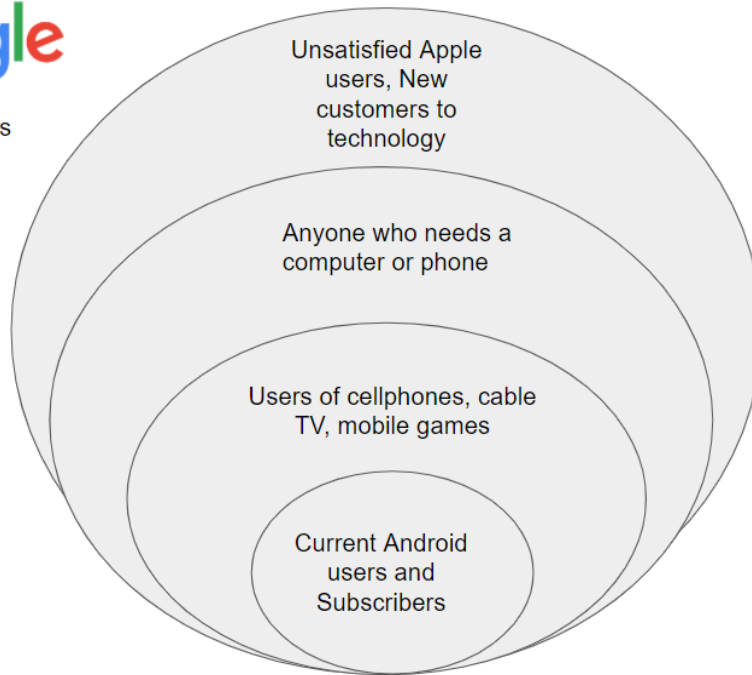 gle
s
Unsatisfied Apple
users, New
customers to
technology
Anyone who needs a
computer or phone
Users of cellphones, cable
TV, mobile games
Current Android
users and
Subscribers